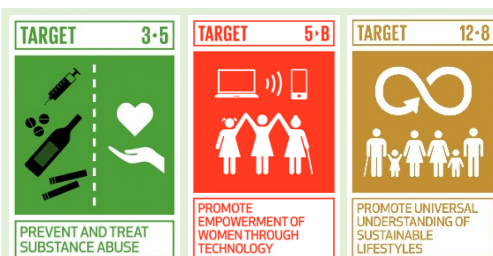 TARGET 3·5
PREVENT AND TREAT
SUBSTANCE ABUSE
TARGET 5·B
PROMOTE
EMPOWERMENT OF
WOMEN THROUGH
TECHNOLOGY
TARGET 12·8
PROMOTE UNIVERSAL
UNDERSTANDING OF
SUSTAINABLE
LIFESTYLES